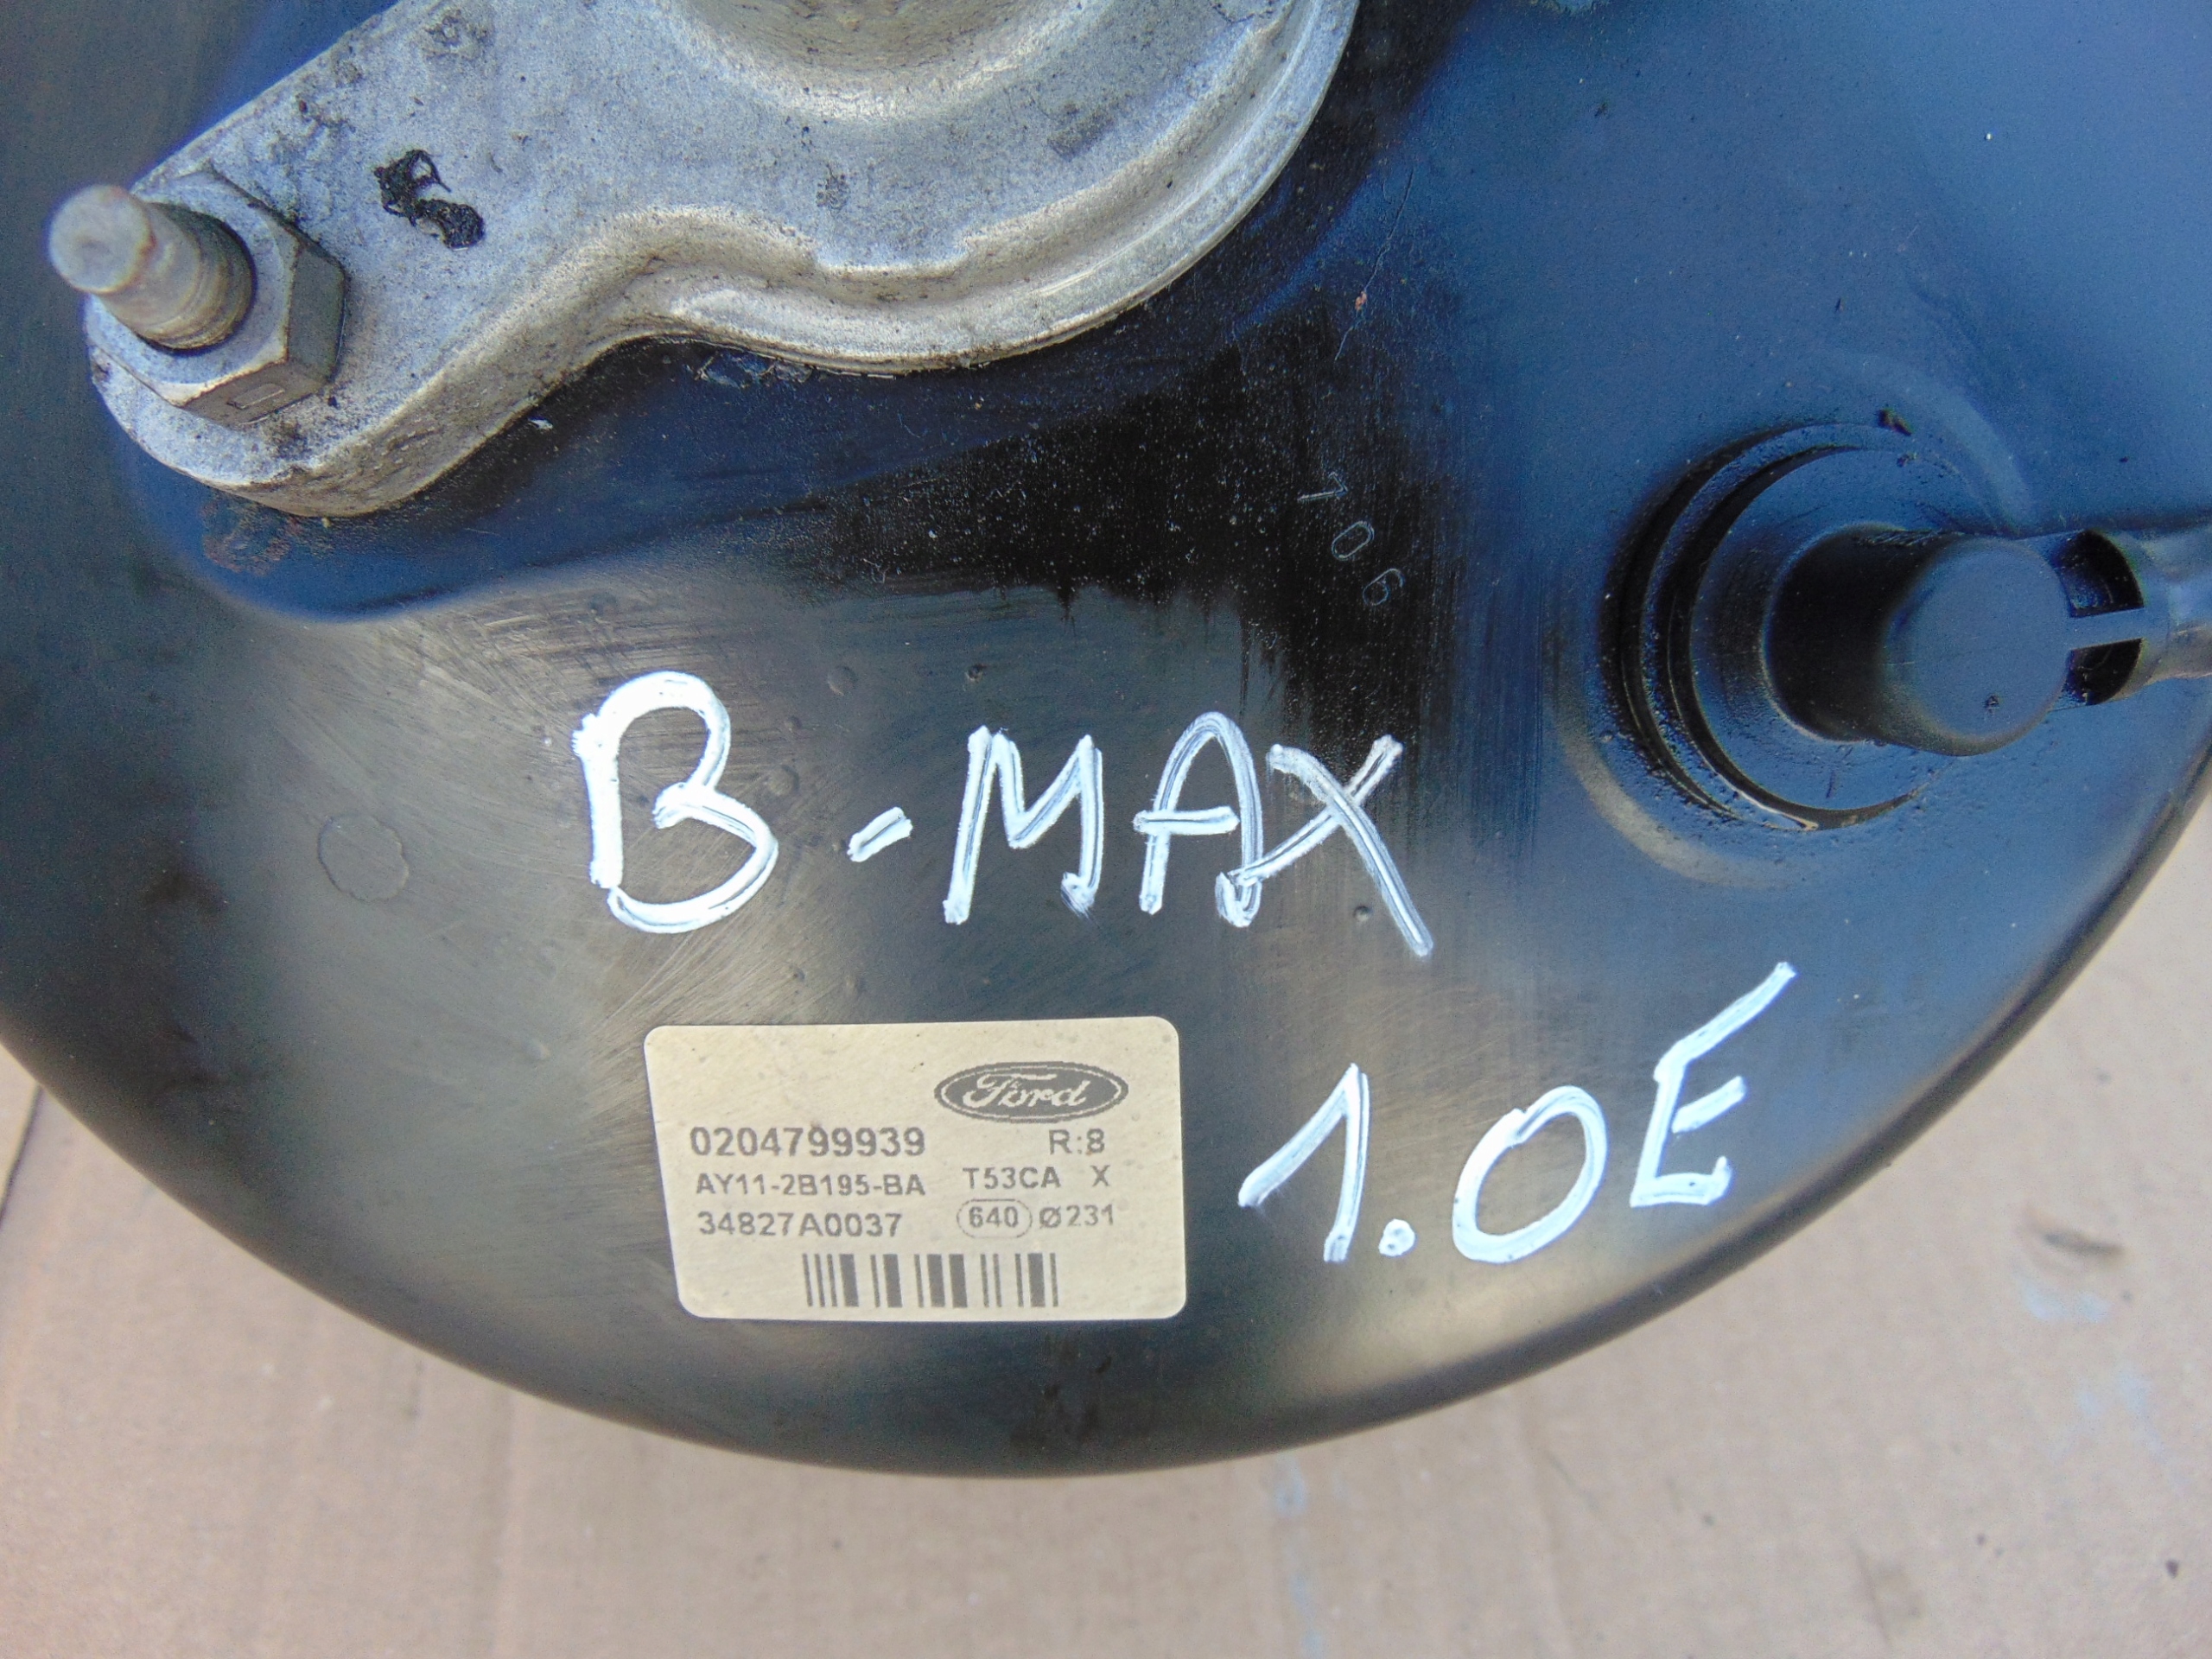 706
B-MAX
1.0E
Ford
0204799939 R:8
AY11-2B195-BA T53CA X
34827A0037 640 Ø231